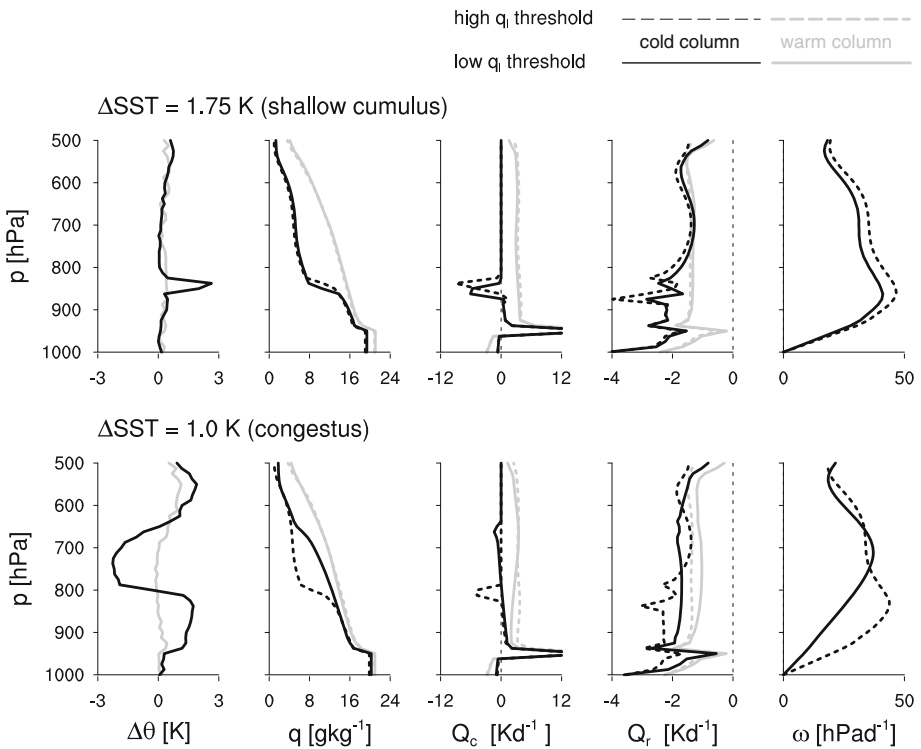 high qₗ threshold
cold column warm column
low qₗ threshold
ΔSST = 1.75 K (shallow cumulus)
500
600
700
800
900
1000
p [hPa]
-3 0 3
0 8 16 24
-12 0 12
-4 -2 0
0 50
ΔSST = 1.0 K (congestus)
500
600
700
800
900
1000
p [hPa]
-3 0 3
0 8 16 24
-12 0 12
-4 -2 0
0 50
Δθ [K]
q [gkg⁻¹]
Q_c [Kd⁻¹]
Q_r [Kd⁻¹]
ω [hPad⁻¹]